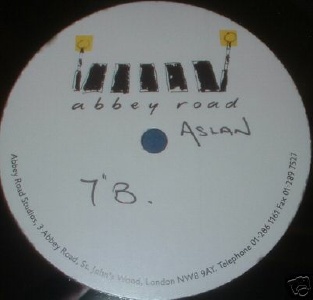 abbey road
ASLAN
7"B.
Abbey Road Studios, 3 Abbey Road, St. John's Wood, London NW8 9AY. Telephone 01-286 1161 Fax 01-289 7527